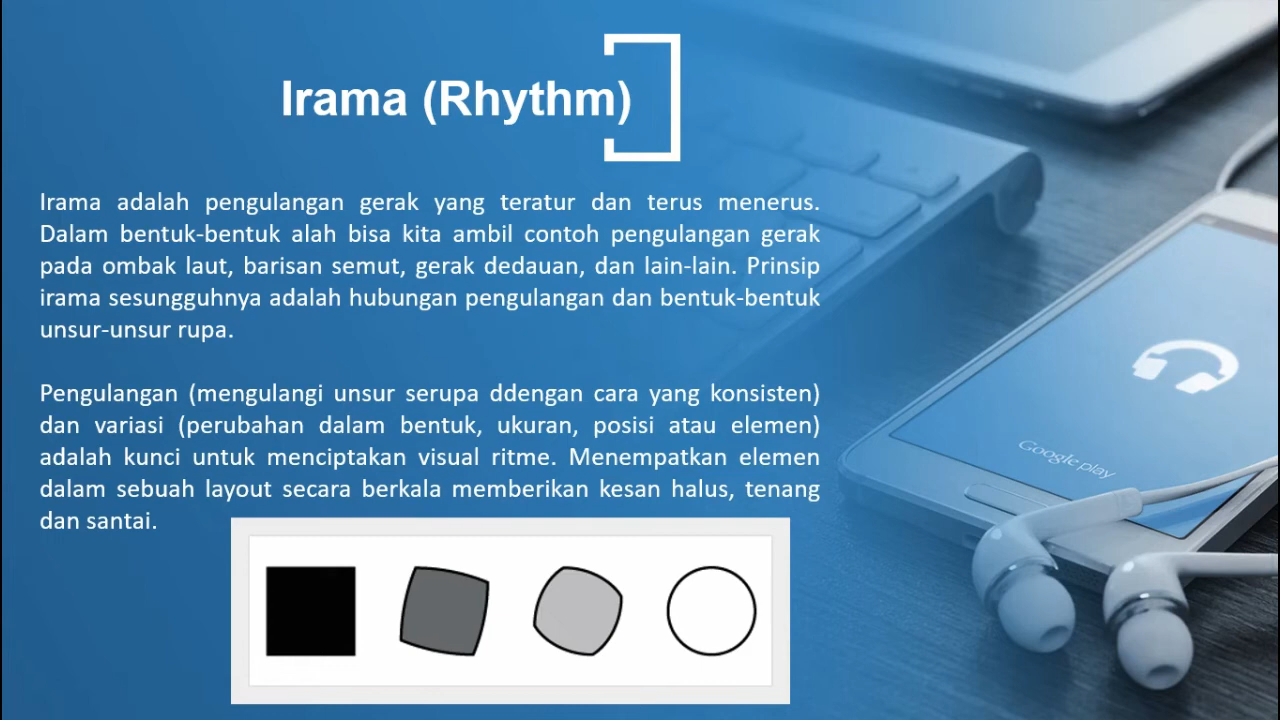 Irama (Rhythm)
Irama adalah pengulangan gerak yang teratur dan terus menerus.
Dalam bentuk-bentuk alah bisa kita ambil contoh pengulangan gerak
pada ombak laut, barisan semut, gerak dedauan, dan lain-lain. Prinsip
irama sesungguhnya adalah hubungan pengulangan dan bentuk-bentuk
unsur-unsur rupa.
Pengulangan (mengulangi unsur serupa ddengan cara yang konsisten)
dan variasi (perubahan dalam bentuk, ukuran, posisi atau elemen)
adalah kunci untuk menciptakan visual ritme. Menempatkan elemen
dalam sebuah layout secara berkala memberikan kesan halus, tenang
dan santai.
Google play